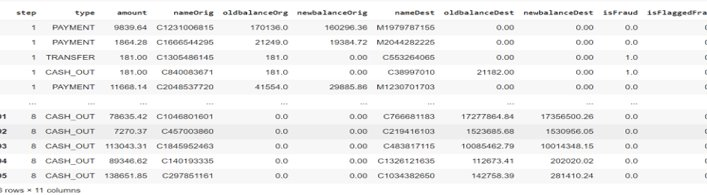 step type amount nameOrig oldbalanceOrg newbalanceOrig nameDest oldbalanceDest newbalanceDest isFraud isFlaggedFra
1 PAYMENT 9839.64 C1231006815 170136.0 160296.36 M1979787155 0.00 0.00 0.0
1 PAYMENT 1864.28 C1666544295 21249.0 19384.72 M2044282225 0.00 0.00 0.0
1 TRANSFER 181.00 C1305486145 181.0 0.00 C553264065 0.00 0.00 1.0
1 CASH_OUT 181.00 C840083671 181.0 0.00 C38997010 21182.00 0.00 1.0
1 PAYMENT 11668.14 C2048537720 41554.0 29885.86 M1230701703 0.00 0.00 0.0
... ... ... ... ... ... ... ... ... ...
01 8 CASH_OUT 78635.42 C1046801601 0.0 0.00 C766681183 17277864.84 17356500.26 0.0
02 8 CASH_OUT 7270.37 C457003860 0.0 0.00 C219416103 1523685.68 1530956.05 0.0
03 8 CASH_OUT 113043.31 C1845952463 0.0 0.00 C483817115 10085462.79 10014348.15 0.0
04 8 CASH_OUT 89346.62 C140193335 0.0 0.00 C1326121635 112673.41 202020.02 0.0
05 8 CASH_OUT 138651.85 C297851161 0.0 0.00 C1034382650 142758.39 281410.24 0.0
rows × 11 columns